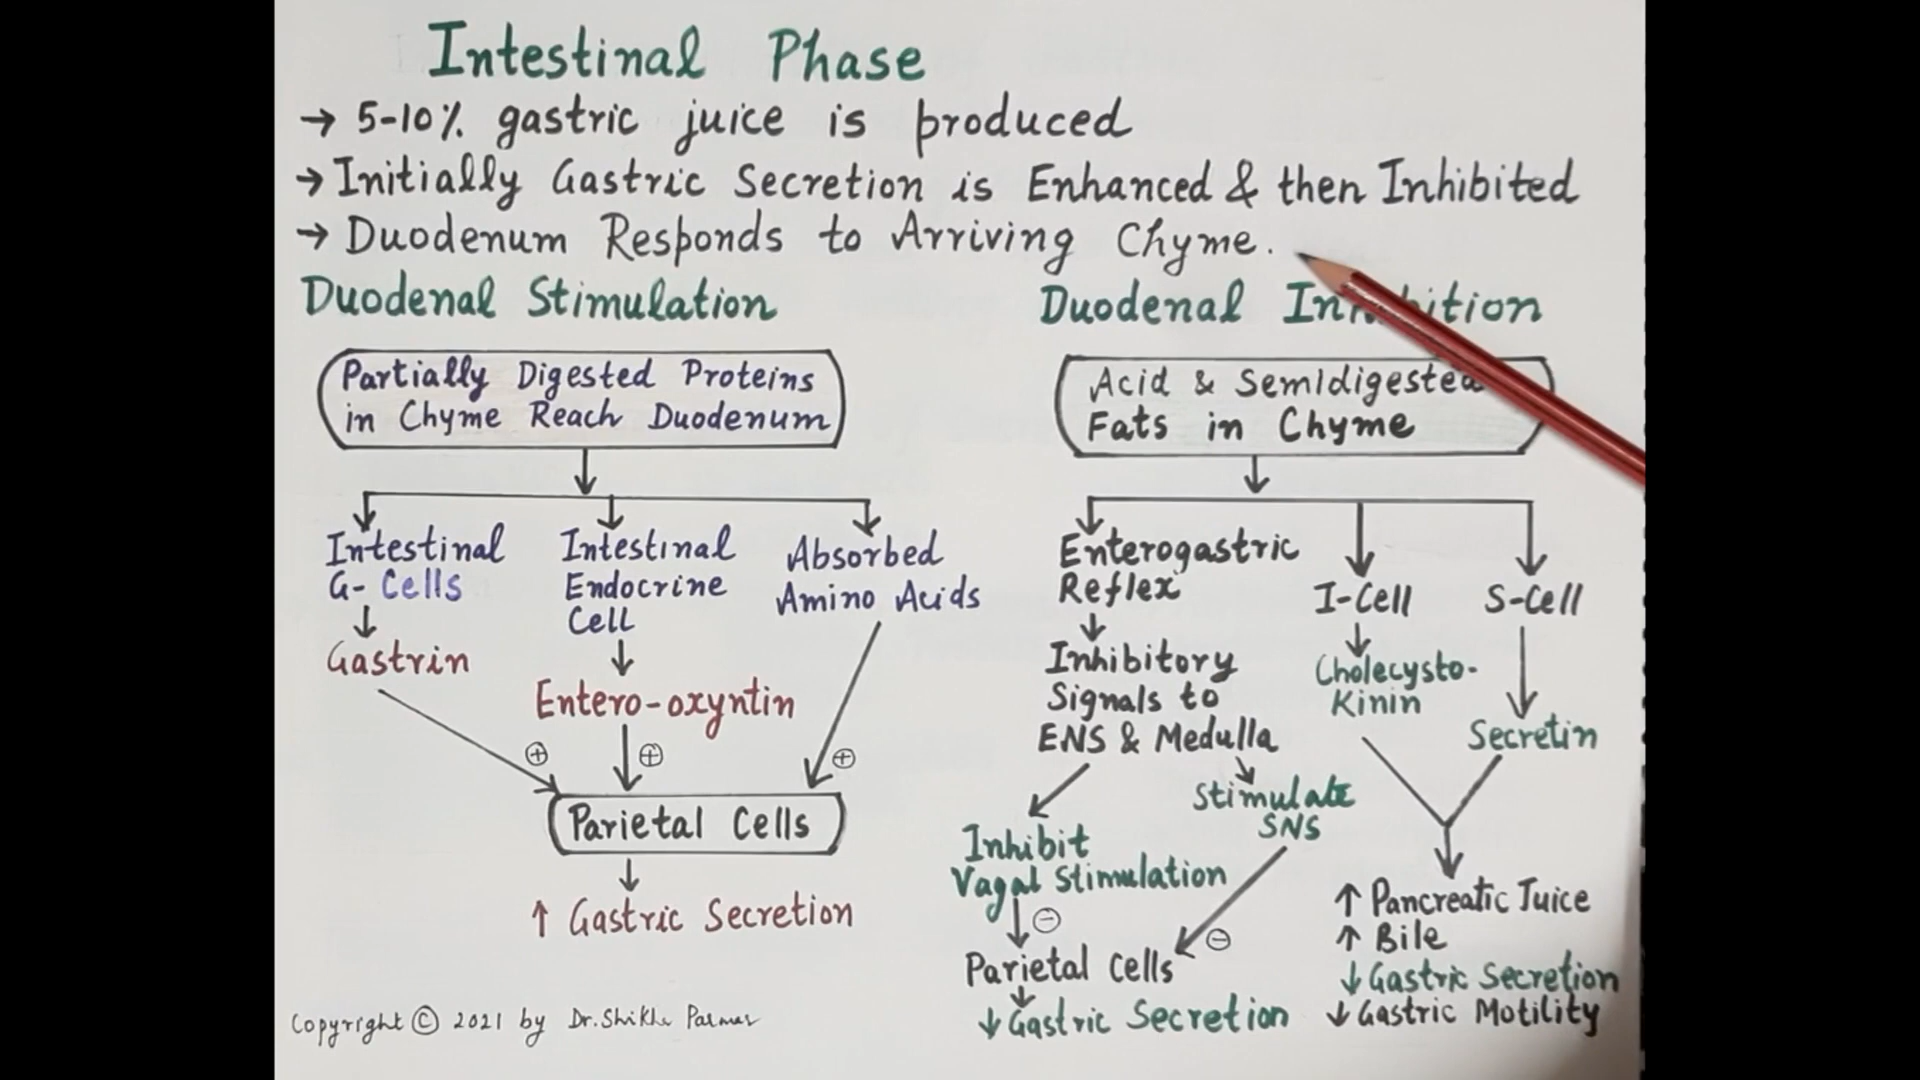 Intestinal Phase
→ 5-10% gastric juice is produced
→ Initially Gastric Secretion is Enhanced & then Inhibited
→ Duodenum Responds to Arriving Chyme.
Duodenal Stimulation
Partially Digested Proteins
in Chyme Reach Duodenum
Intestinal
G-Cells
Gastrin
Intestinal
Endocrine
Cell
Entero-oxyntin
Absorbed
Amino Acids
⊕ ⊕ ⊕
Parietal Cells
↑ Gastric Secretion
Duodenal Inhibition
Acid & Semidigested
Fats in Chyme
Enterogastric
Reflex
Inhibitory
Signals to
ENS & Medulla
Inhibit
Vagal Stimulation
⊖
Stimulate
SNS
⊖
Parietal Cells
↓ Gastric Secretion
I-Cell
Cholecysto-
Kinin
S-Cell
Secretin
↑ Pancreatic Juice
↑ Bile
↓ Gastric Secretion
↓ Gastric Motility
Copyright © 2021 by Dr. Shikha Parmar